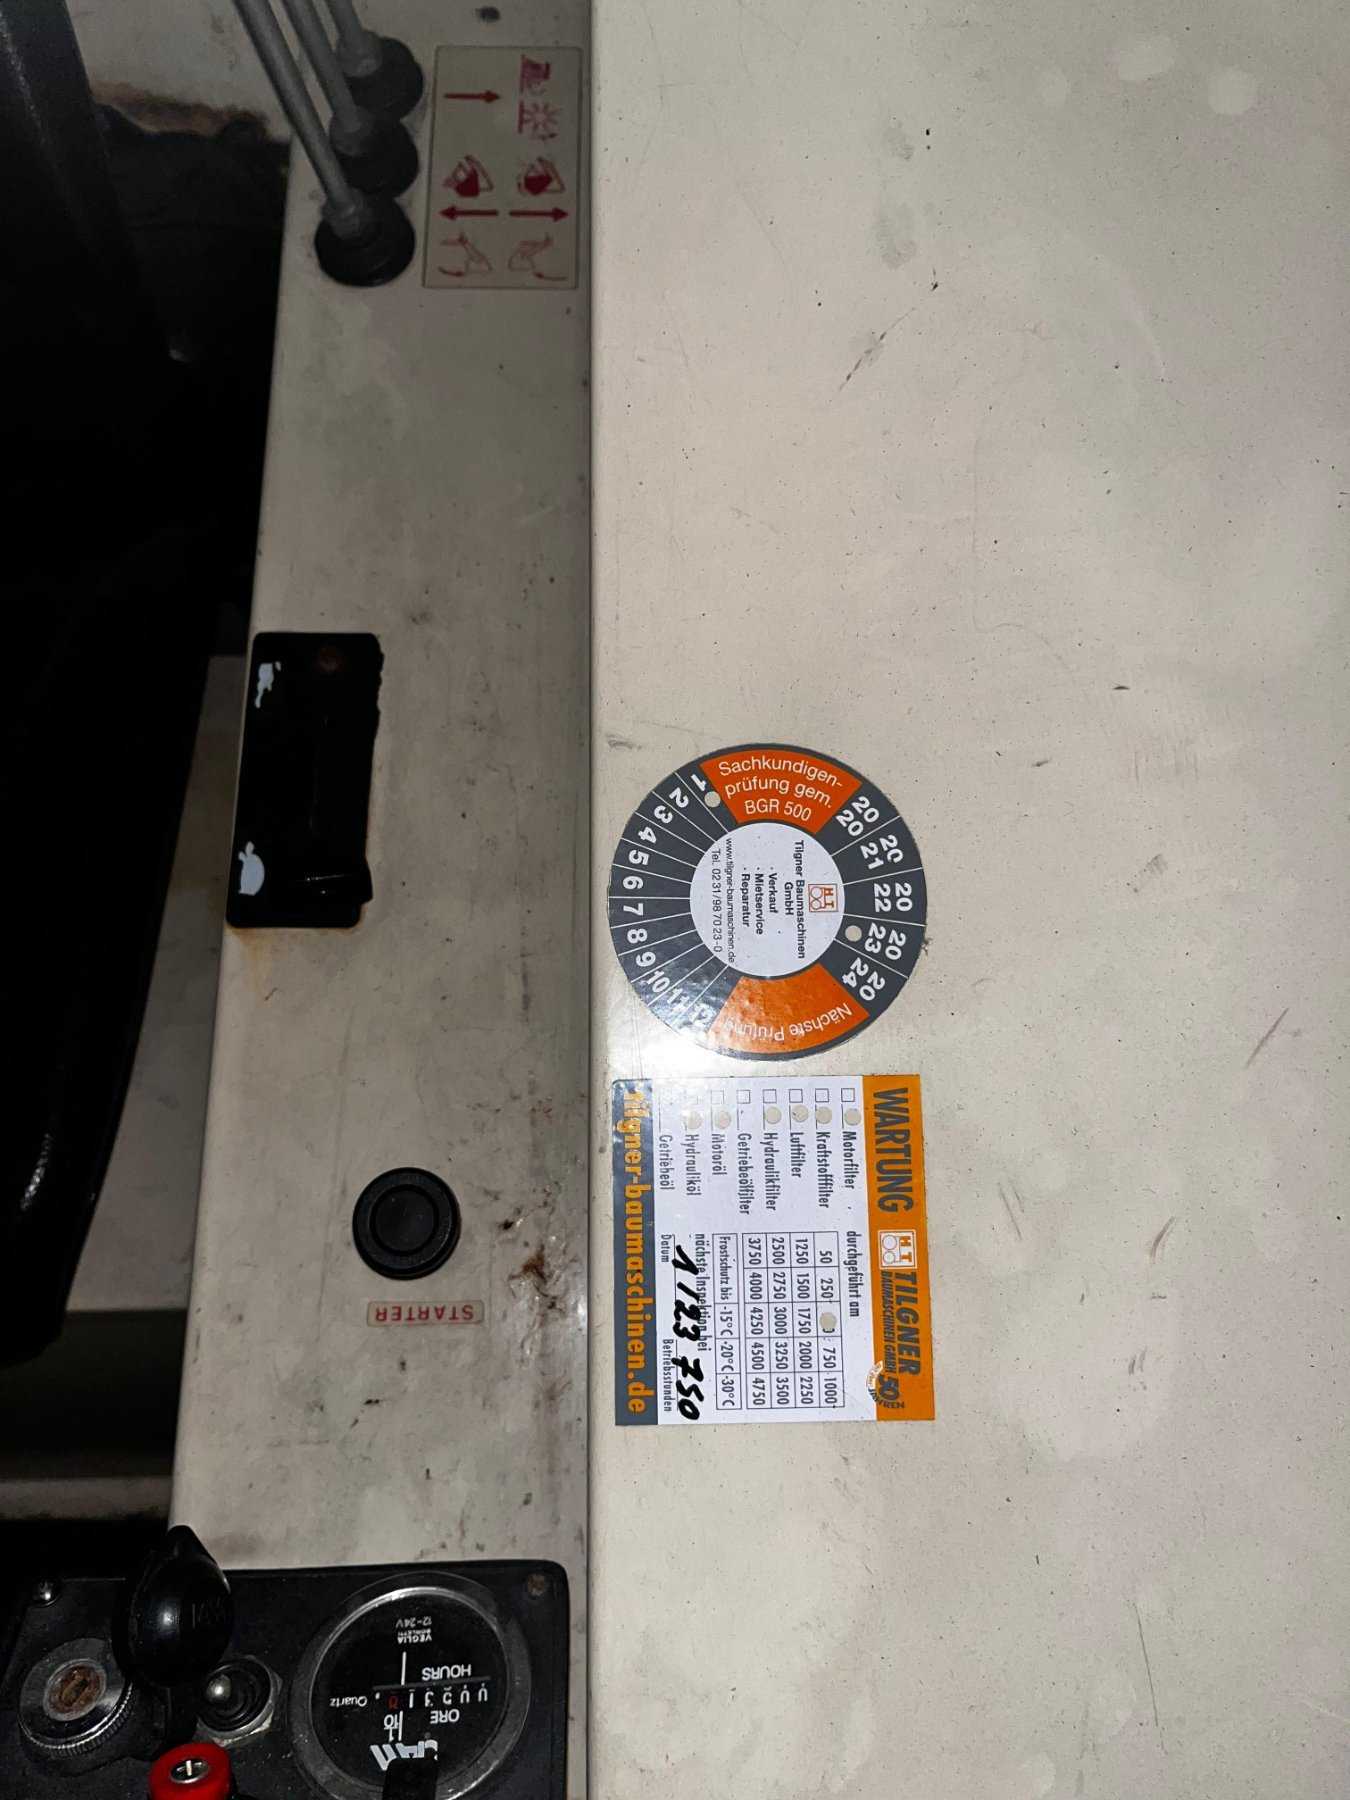 Sachkundigen-
prüfung gem.
BGR 500
20 20
20 21
20 22
20 23
20 24
1 2 3 4 5 6 7 8 9 10 11 12
Tilgner Baumaschinen
GmbH
· Verkauf
· Mietservice
· Reparatur
www.tilgner-baumaschinen.de
Tel. 02 31/98 70 23-0
Nächste Prüfung
WARTUNG
HT TILGNER
BAUMASCHINEN GMBH
50
JAHREN
durchgeführt am
Motorfilter
Kraftstofffilter
Luftfilter
Hydraulikfilter
Getriebeölfilter
Motoröl
Hydrauliköl
Getriebeöl
50 250 750 1000
1250 1500 1750 2000 2250
2500 2750 3000 3250 3500
3750 4000 4250 4500 4750
Frostschutz bis -15°C -20°C -30°C
nächste Inspektion bei
1/23 750
Datum Betriebsstunden
tilgner-baumaschinen.de
STARTER
VEGLIA
BORLETTI
12-24V
HOURS
Quartz
ORE